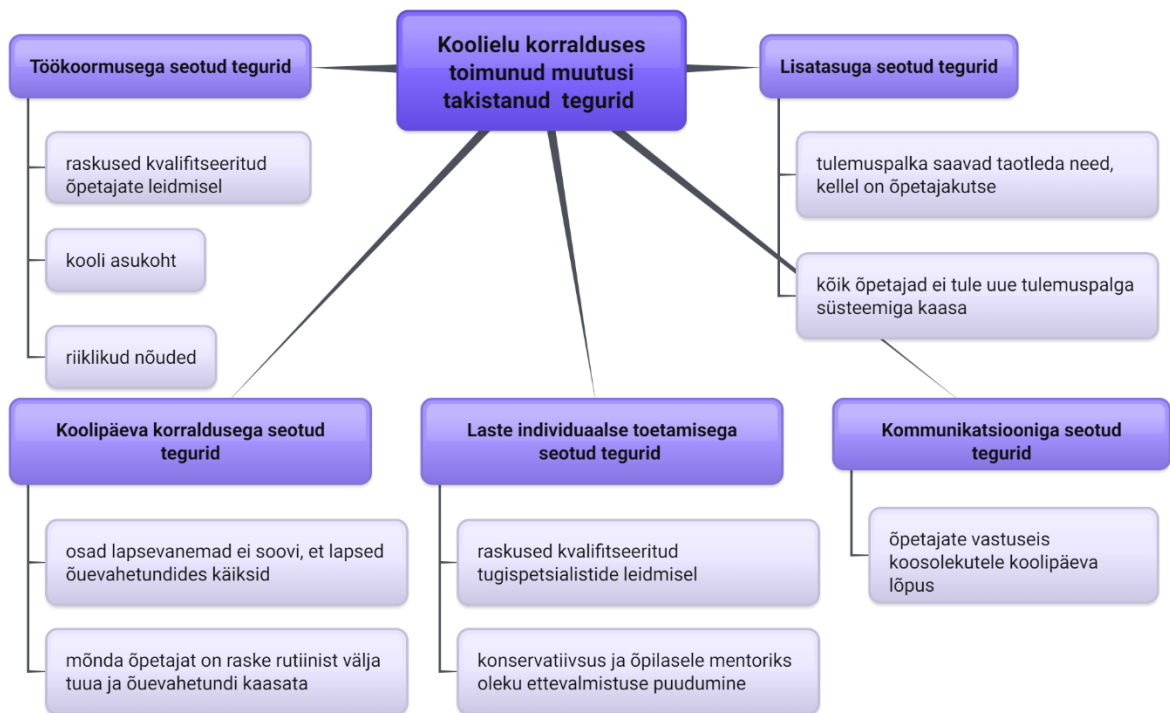 Koolielu korralduses
toimunud muutusi
takistanud tegurid
Töökoormusega seotud tegurid
raskused kvalifitseeritud
õpetajate leidmisel
kooli asukoht
riiklikud nõuded
Lisatasuga seotud tegurid
tulemuspalka saavad taotleda need,
kellel on õpetajakutse
kõik õpetajad ei tule uue tulemuspalga
süsteemiga kaasa
Koolipäeva korraldusega seotud
tegurid
osad lapsevanemad ei soovi, et lapsed
õuevahetundides käiksid
mõnda õpetajat on raske rutiinist välja
tuua ja õuevahetundi kaasata
Laste individuaalse toetamisega
seotud tegurid
raskused kvalifitseeritud
tugispetsialistide leidmisel
konservatiivsus ja õpilasele mentoriks
oleku ettevalmistuse puudumine
Kommunikatsiooniga seotud
tegurid
õpetajate vastuseis
koosolekutele koolipäeva
lõpus